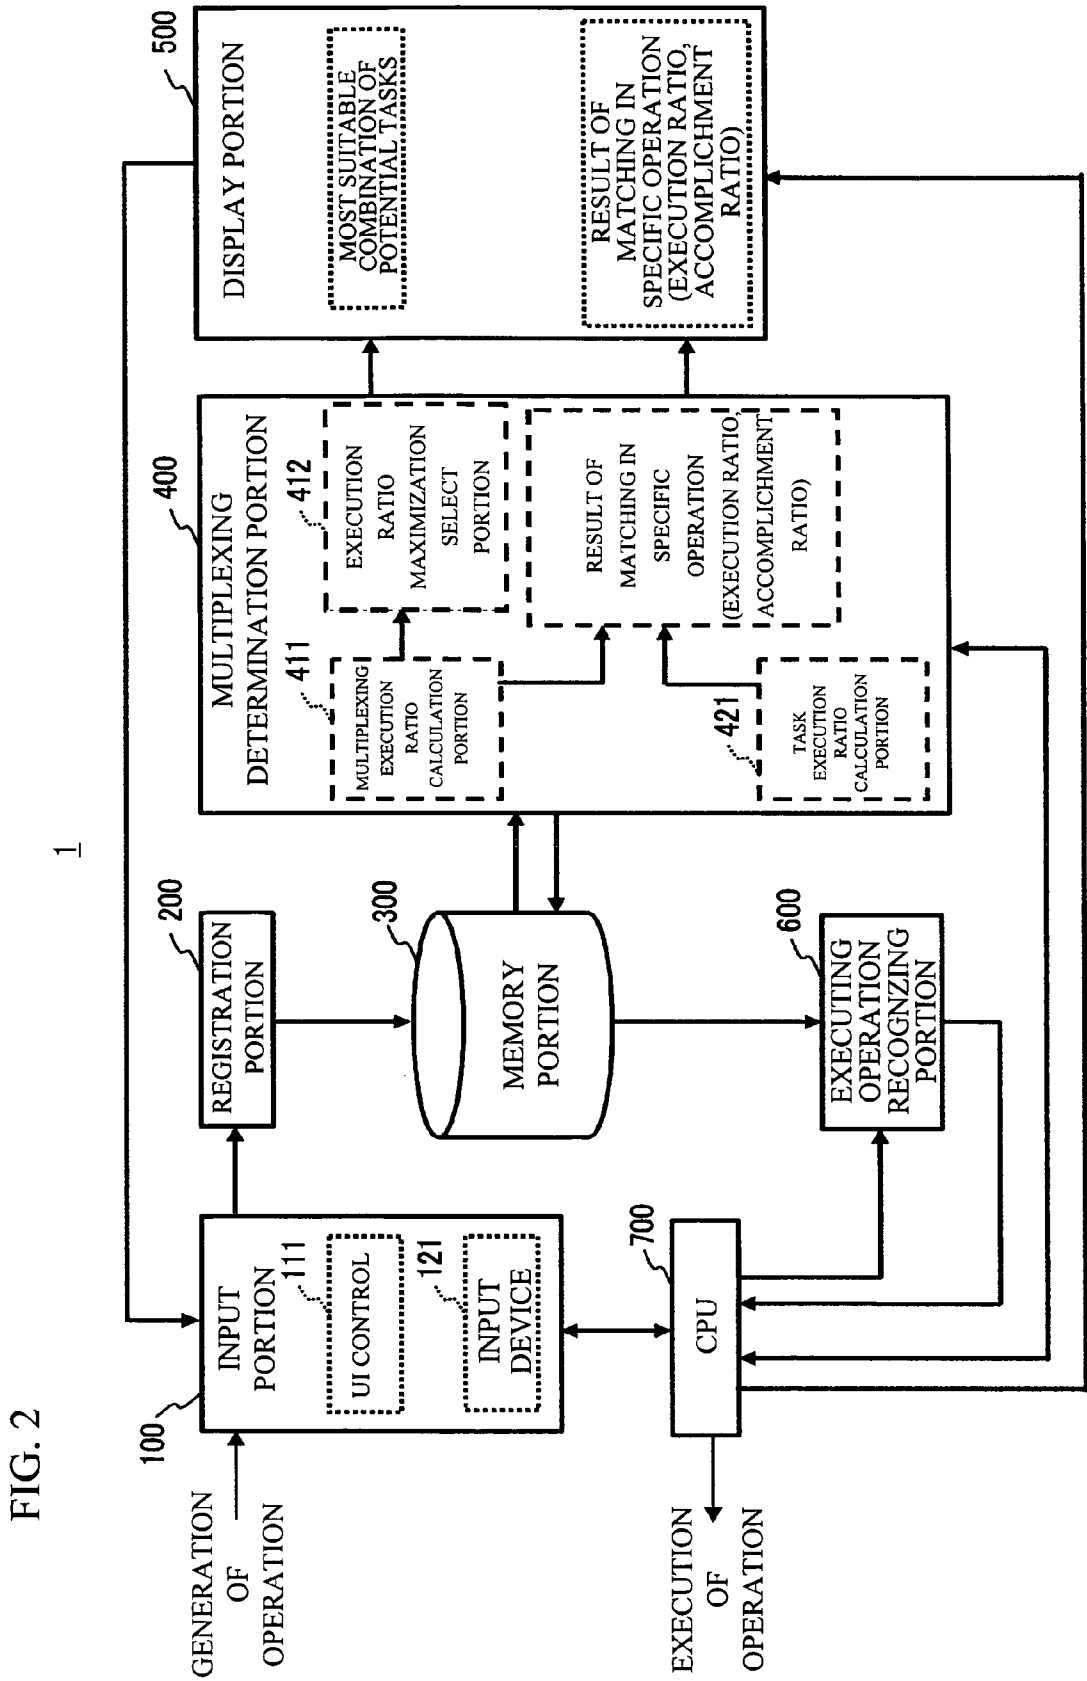 FIG. 2
1
GENERATION
OF
OPERATION
100
INPUT
PORTION
111
UI CONTROL
121
INPUT
DEVICE
200
REGISTRATION
PORTION
300
MEMORY
PORTION
400
MULTIPLEXING
DETERMINATION PORTION
411
MULTIPLEXING
EXECUTION
RATIO
CALCULATION
PORTION
412
EXECUTION
RATIO
MAXIMIZATION
SELECT
PORTION
421
TASK
EXECUTION
RATIO
CALCULATION
PORTION
RESULT OF
MATCHING IN
SPECIFIC
OPERATION
(EXECUTION RATIO,
ACCOMPLICHMENT
RATIO)
500
DISPLAY PORTION
MOST SUITABLE
COMBINATION OF
POTENTIAL TASKS
RESULT OF
MATCHING IN
SPECIFIC OPERATION
(EXECUTION RATIO,
ACCOMPLICHMENT
RATIO)
600
EXECUTING
OPERATION
RECOGNZING
PORTION
700
CPU
EXECUTION
OF
OPERATION